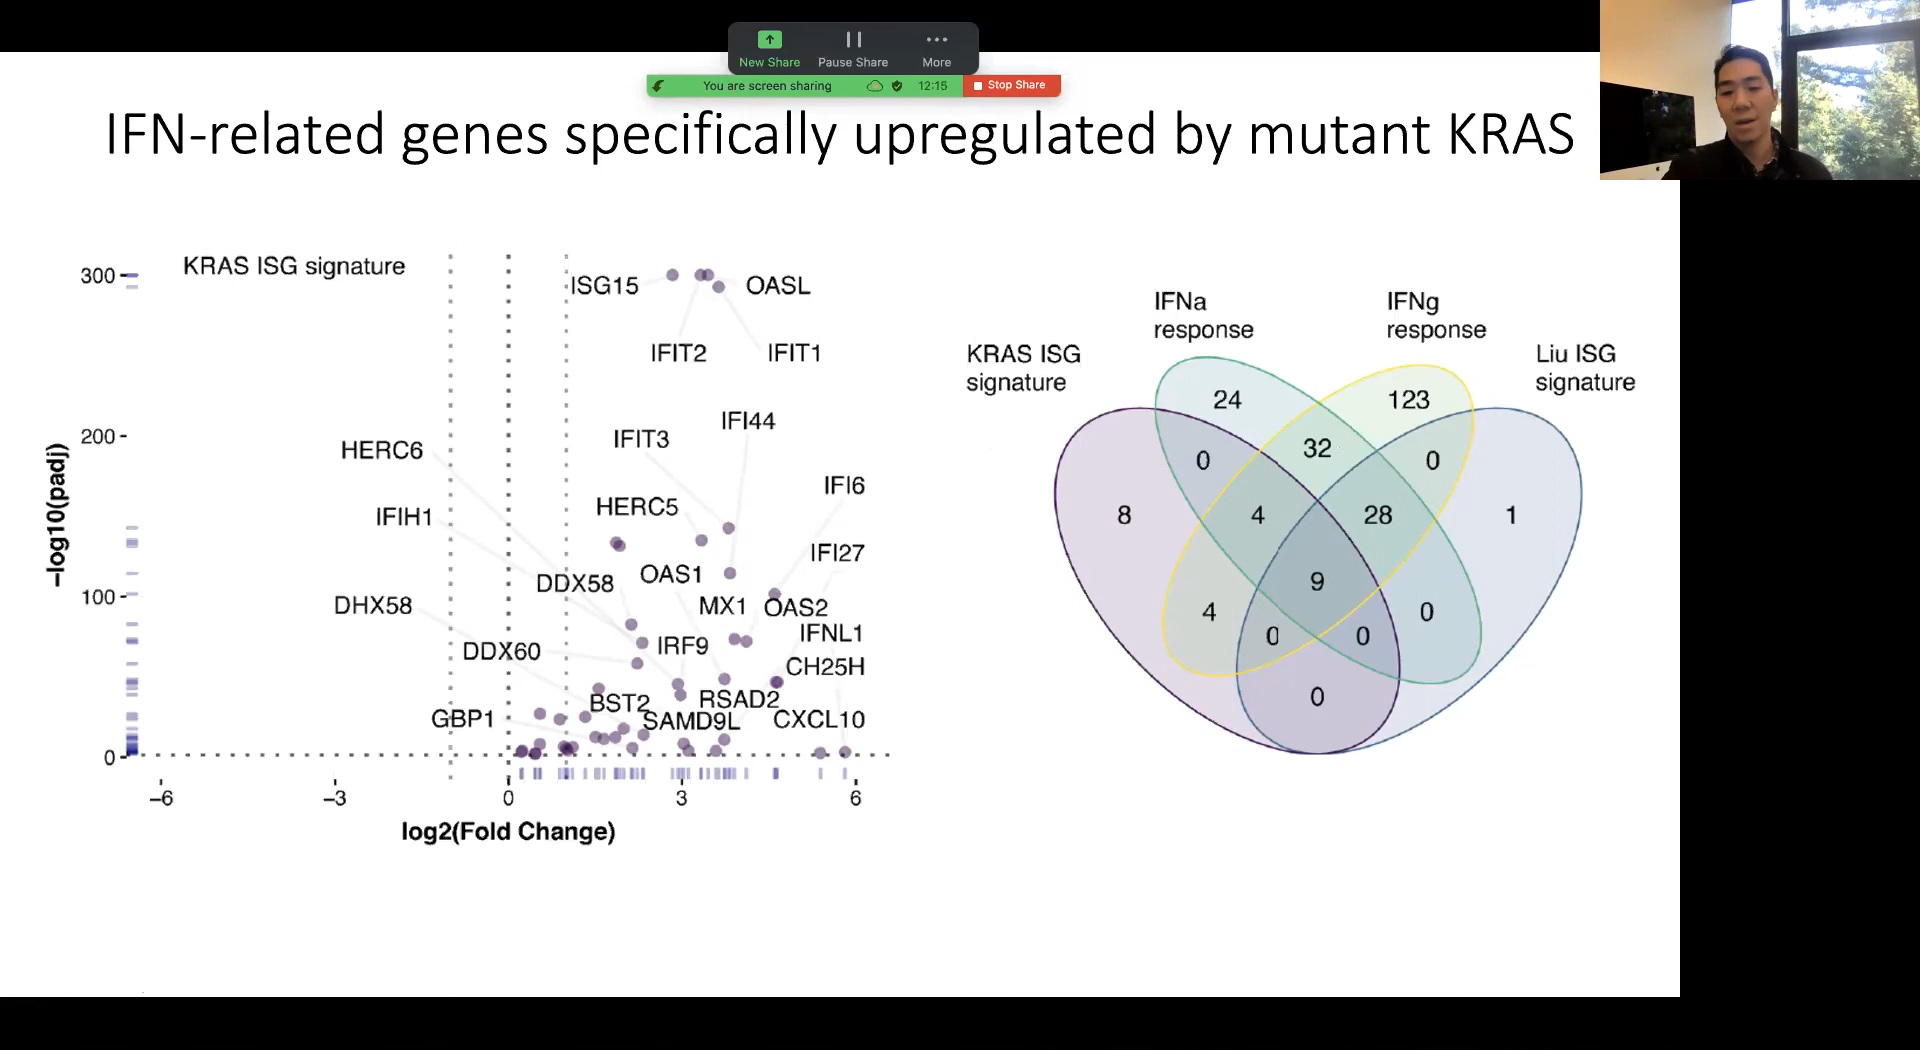 New Share
Pause Share
More
You are screen sharing
12:15
Stop Share
IFN-related genes specifically upregulated by mutant KRAS
KRAS ISG signature
300
200
100
0
−log10(padj)
−6
−3
0
3
6
log2(Fold Change)
ISG15
OASL
IFIT2
IFIT1
IFI44
IFIT3
HERC6
IFI6
HERC5
IFIH1
IFI27
OAS1
DDX58
DHX58
MX1
OAS2
IFNL1
IRF9
DDX60
CH25H
RSAD2
BST2
GBP1
SAMD9L
CXCL10
IFNa
response
IFNg
response
KRAS ISG
signature
Liu ISG
signature
24
123
32
0
0
8
4
28
1
9
4
0
0
0
0